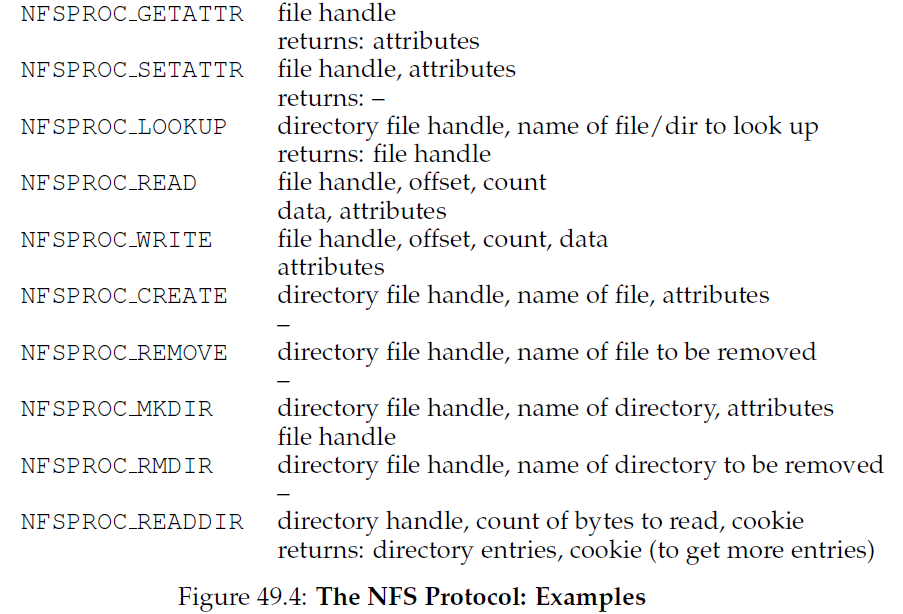 NFSPROC_GETATTR file handle
returns: attributes
NFSPROC_SETATTR file handle, attributes
returns: –
NFSPROC_LOOKUP directory file handle, name of file/dir to look up
returns: file handle
NFSPROC_READ file handle, offset, count
data, attributes
NFSPROC_WRITE file handle, offset, count, data
attributes
NFSPROC_CREATE directory file handle, name of file, attributes
–
NFSPROC_REMOVE directory file handle, name of file to be removed
–
NFSPROC_MKDIR directory file handle, name of directory, attributes
file handle
NFSPROC_RMDIR directory file handle, name of directory to be removed
–
NFSPROC_READDIR directory handle, count of bytes to read, cookie
returns: directory entries, cookie (to get more entries)
Figure 49.4: The NFS Protocol: Examples